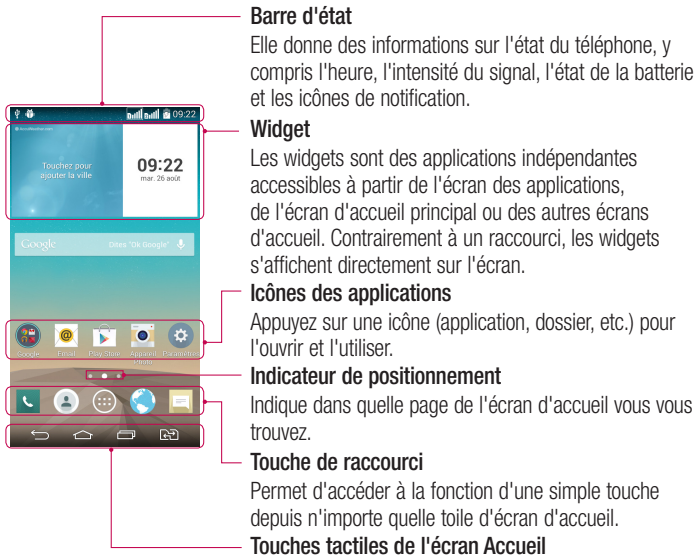 Barre d'état
Elle donne des informations sur l'état du téléphone, y
compris l'heure, l'intensité du signal, l'état de la batterie
et les icônes de notification.
Widget
Les widgets sont des applications indépendantes
accessibles à partir de l'écran des applications,
de l'écran d'accueil principal ou des autres écrans
d'accueil. Contrairement à un raccourci, les widgets
s'affichent directement sur l'écran.
Icônes des applications
Appuyez sur une icône (application, dossier, etc.) pour
l'ouvrir et l'utiliser.
Indicateur de positionnement
Indique dans quelle page de l'écran d'accueil vous vous
trouvez.
Touche de raccourci
Permet d'accéder à la fonction d'une simple touche
depuis n'importe quelle toile d'écran d'accueil.
Touches tactiles de l'écran Accueil
09:22
Touchez pour
ajouter la ville
09:22
mar. 26 août
Google
Dites "Ok Google"
Google
Email
Play Store
Appareil
Photo
Paramètres